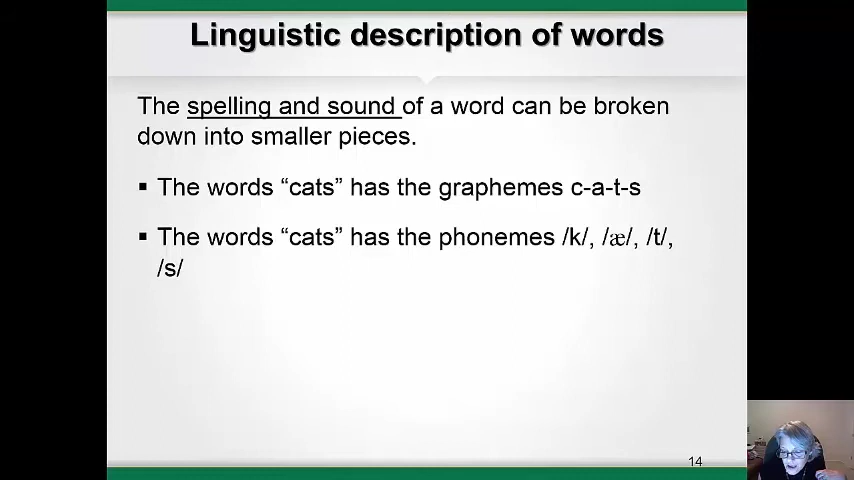 Linguistic description of words
The spelling and sound of a word can be broken
down into smaller pieces.
▪ The words “cats” has the graphemes c-a-t-s
▪ The words “cats” has the phonemes /k/, /æ/, /t/,
/s/
14